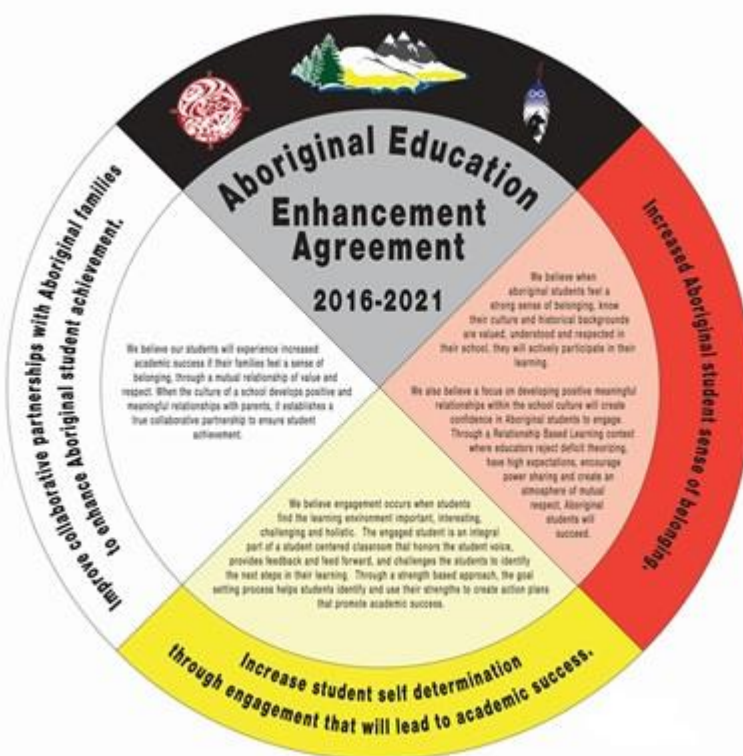 Aboriginal Education
Enhancement
Agreement
2016-2021
Increased Aboriginal student sense of belonging.
We believe when
aboriginal students feel a
strong sense of belonging, know
their culture and historical backgrounds
are valued, understood and respected in
their school, they will actively participate in their
learning.
We also believe a focus on developing positive meaningful
relationships within the school culture will create
confidence in Aboriginal students to engage.
Through a Relationship Based Learning context
where educators reject deficit theorizing,
have high expectations, encourage
power sharing and create an
atmosphere of mutual
respect, Aboriginal
students will
succeed.
We believe engagement occurs when students
find the learning environment important, interesting,
challenging and holistic. The engaged student is an integral
part of a student centered classroom that honors the student voice,
provides feedback and feed forward, and challenges the students to identify
the next steps in their learning. Through a strength based approach, the goal
setting process helps students identify and use their strengths to create action plans
that promote academic success.
Increase student self determination
through engagement that will lead to academic success.
Improve collaborative partnerships with Aboriginal families
to enhance Aboriginal student achievement.
We believe our students will experience increased
academic success if their families feel a sense of
belonging, through a mutual relationship of value and
respect. When the culture of a school develops positive and
meaningful relationships with parents, it establishes a
true collaborative partnership to ensure student
achievement.